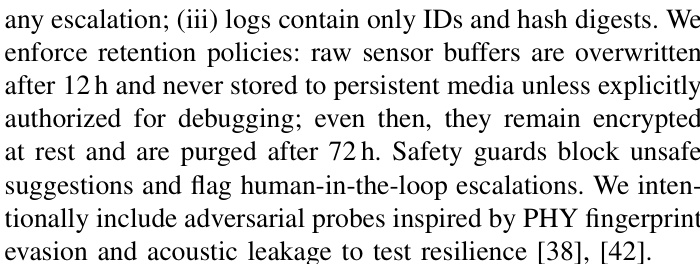 any escalation; (iii) logs contain only IDs and hash digests. We
enforce retention policies: raw sensor buffers are overwritten
after 12 h and never stored to persistent media unless explicitly
authorized for debugging; even then, they remain encrypted
at rest and are purged after 72 h. Safety guards block unsafe
suggestions and flag human-in-the-loop escalations. We inten-
tionally include adversarial probes inspired by PHY fingerprint
evasion and acoustic leakage to test resilience [38], [42].